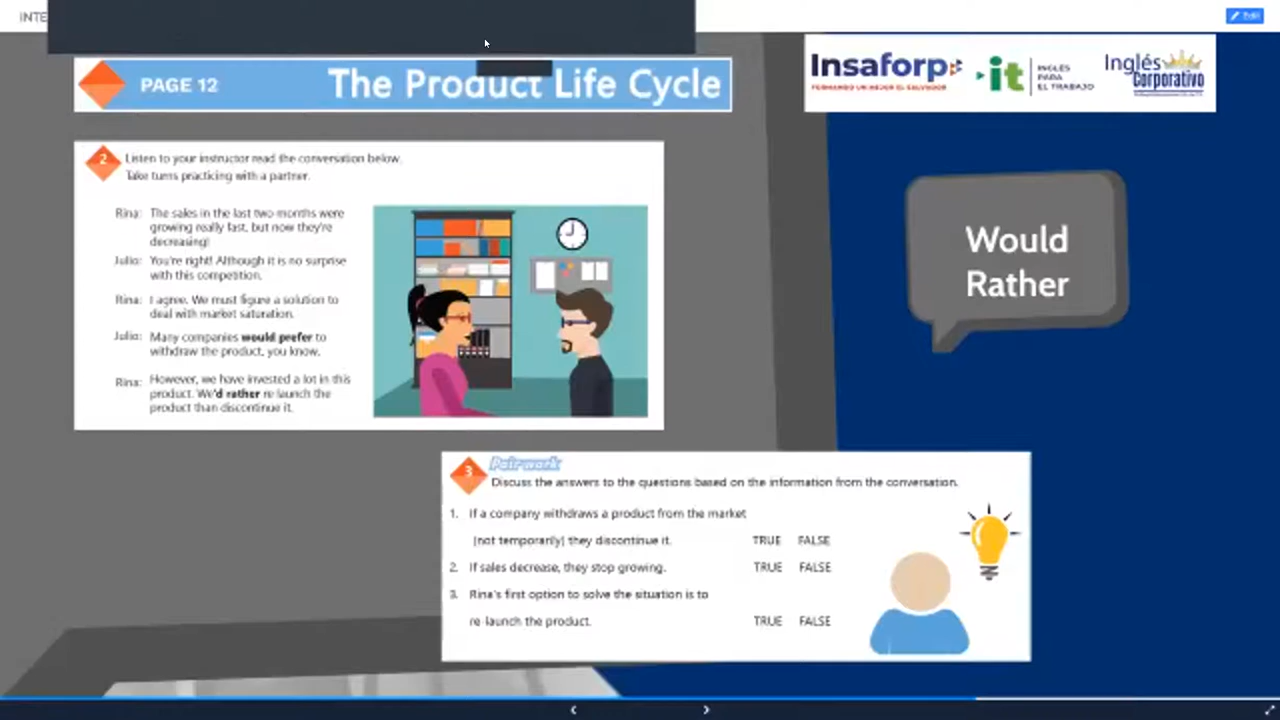 INTE
Edit
PAGE 12
The Product Life Cycle
Insaforp
FORMANDO UN MEJOR EL SALVADOR
it
INGLÉS
PARA
EL TRABAJO
Inglés
Corporativo
2
Listen to your instructor read the conversation below.
Take turns practicing with a partner.
Rina: The sales in the last two months were
growing really fast, but now they're
decreasing!
Julio: You're right! Although it is no surprise
with this competition.
Rina: I agree. We must figure a solution to
deal with market saturation.
Julio: Many companies would prefer to
withdraw the product, you know.
Rina: However, we have invested a lot in this
product. We'd rather re-launch the
product than discontinue it.
Would
Rather
3
Pair work
Discuss the answers to the questions based on the information from the conversation.
1. If a company withdraws a product from the market
(not temporarily) they discontinue it. TRUE FALSE
2. If sales decrease, they stop growing. TRUE FALSE
3. Rina's first option to solve the situation is to
re-launch the product. TRUE FALSE